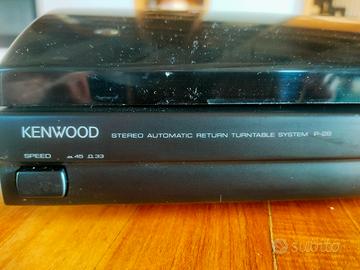 KENWOOD STEREO AUTOMATIC RETURN TURNTABLE SYSTEM P-28
SPEED 45 33
subito